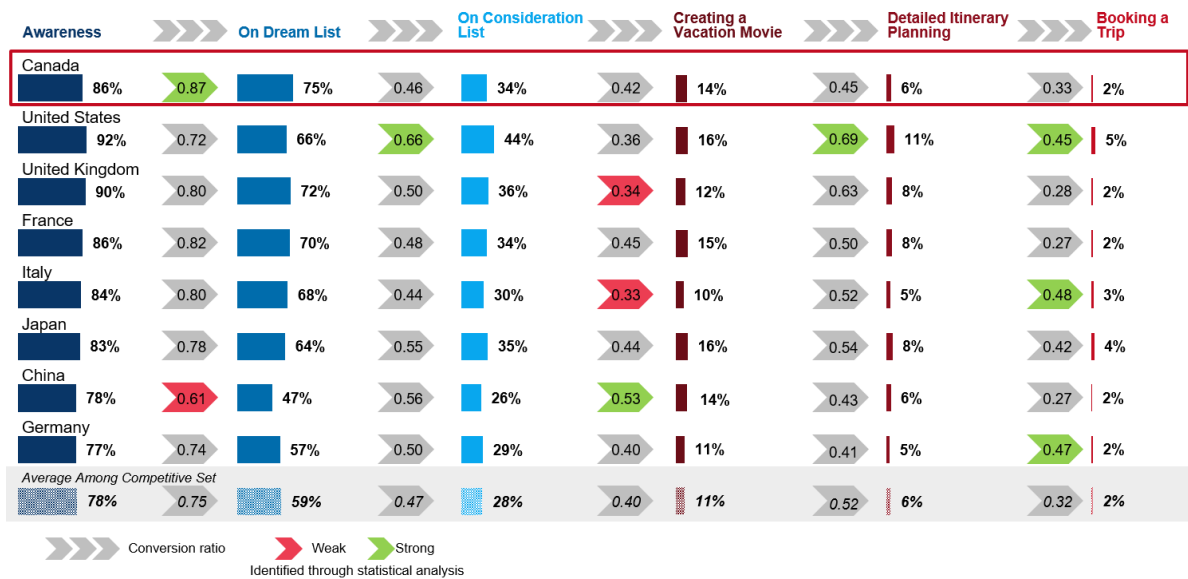 Awareness On Dream List On Consideration List Creating a Vacation Movie Detailed Itinerary Planning Booking a Trip
Canada
86% 0.87 75% 0.46 34% 0.42 14% 0.45 6% 0.33 2%
United States
92% 0.72 66% 0.66 44% 0.36 16% 0.69 11% 0.45 5%
United Kingdom
90% 0.80 72% 0.50 36% 0.34 12% 0.63 8% 0.28 2%
France
86% 0.82 70% 0.48 34% 0.45 15% 0.50 8% 0.27 2%
Italy
84% 0.80 68% 0.44 30% 0.33 10% 0.52 5% 0.48 3%
Japan
83% 0.78 64% 0.55 35% 0.44 16% 0.54 8% 0.42 4%
China
78% 0.61 47% 0.56 26% 0.53 14% 0.43 6% 0.27 2%
Germany
77% 0.74 57% 0.50 29% 0.40 11% 0.41 5% 0.47 2%
Average Among Competitive Set
78% 0.75 59% 0.47 28% 0.40 11% 0.52 6% 0.32 2%
Conversion ratio Weak Strong
Identified through statistical analysis